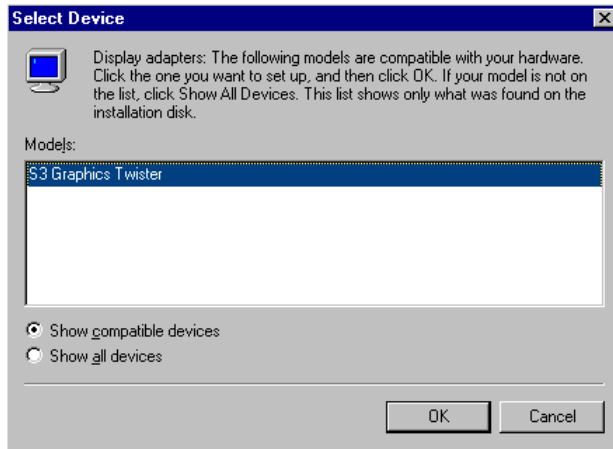 Select Device
Display adapters: The following models are compatible with your hardware.
Click the one you want to set up, and then click OK. If your model is not on
the list, click Show All Devices. This list shows only what was found on the
installation disk.
Models:
S3 Graphics Twister
Show compatible devices
Show all devices
OK Cancel